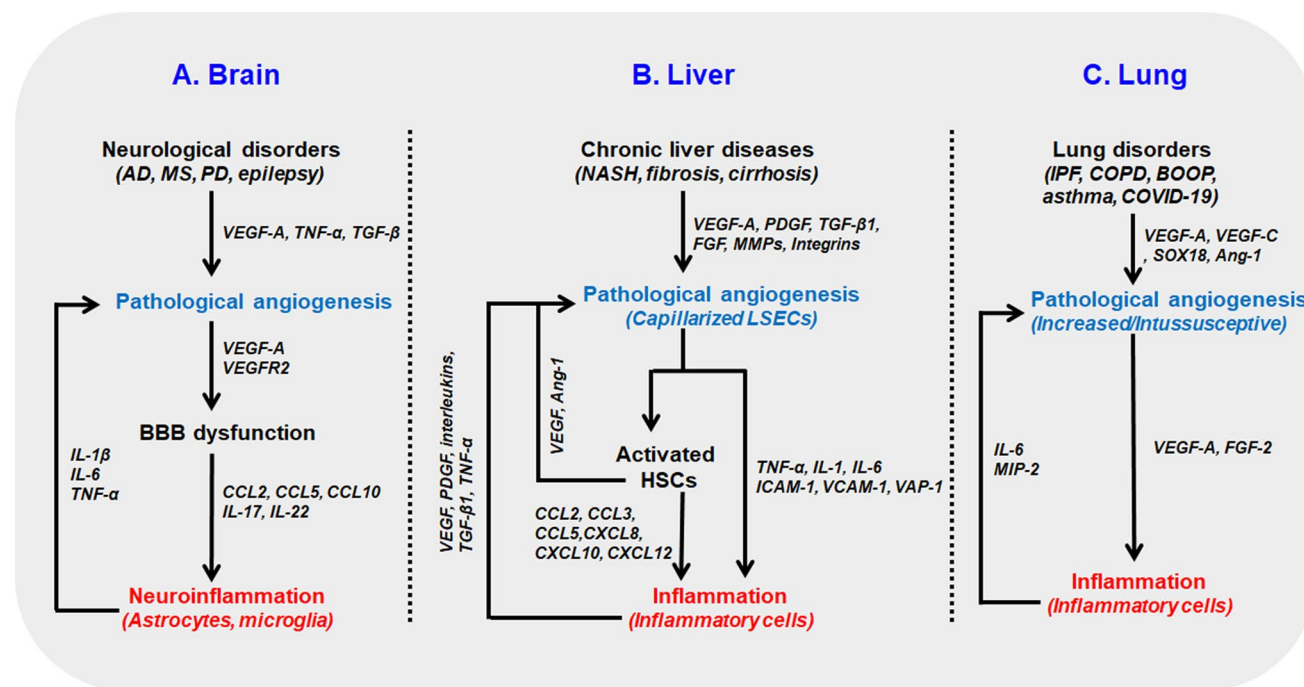 A. Brain
Neurological disorders
(AD, MS, PD, epilepsy)
VEGF-A, TNF-α, TGF-β
Pathological angiogenesis
VEGF-A
VEGFR2
BBB dysfunction
IL-1β
IL-6
TNF-α
CCL2, CCL5, CCL10
IL-17, IL-22
Neuroinflammation
(Astrocytes, microglia)
B. Liver
Chronic liver diseases
(NASH, fibrosis, cirrhosis)
VEGF-A, PDGF, TGF-β1,
FGF, MMPs, Integrins
Pathological angiogenesis
(Capillarized LSECs)
VEGF, PDGF, interleukins,
TGF-β1, TNF-α
VEGF, Ang-1
Activated
HSCs
TNF-α, IL-1, IL-6
ICAM-1, VCAM-1, VAP-1
CCL2, CCL3,
CCL5,CXCL8,
CXCL10, CXCL12
Inflammation
(Inflammatory cells)
C. Lung
Lung disorders
(IPF, COPD, BOOP,
asthma, COVID-19)
VEGF-A, VEGF-C
, SOX18, Ang-1
Pathological angiogenesis
(Increased/Intussusceptive)
IL-6
MIP-2
VEGF-A, FGF-2
Inflammation
(Inflammatory cells)